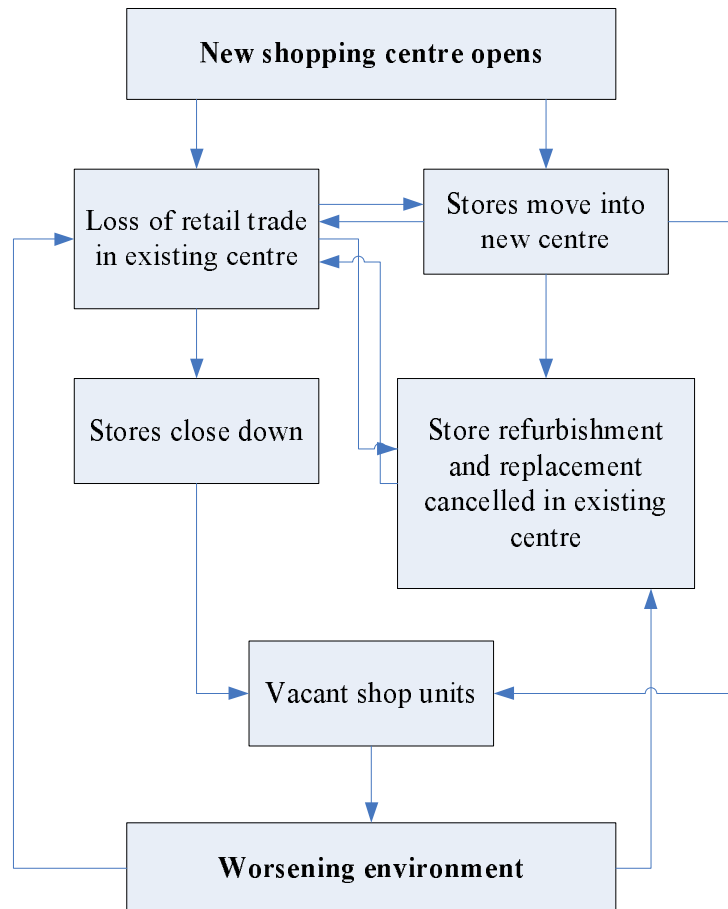 New shopping centre opens
Loss of retail trade
in existing centre
Stores move into
new centre
Stores close down
Store refurbishment
and replacement
cancelled in existing
centre
Vacant shop units
Worsening environment